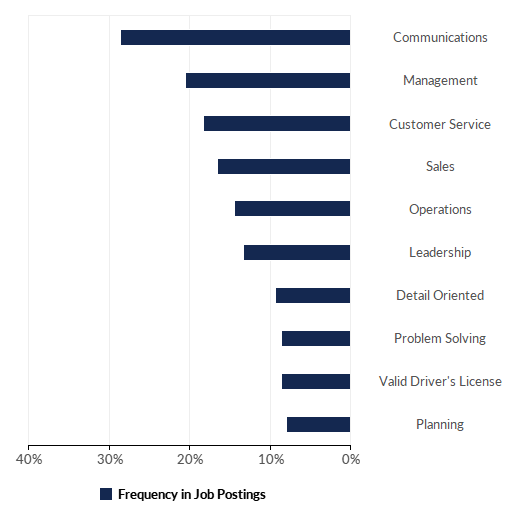 Communications
Management
Customer Service
Sales
Operations
Leadership
Detail Oriented
Problem Solving
Valid Driver's License
Planning
40% 30% 20% 10% 0%
Frequency in Job Postings